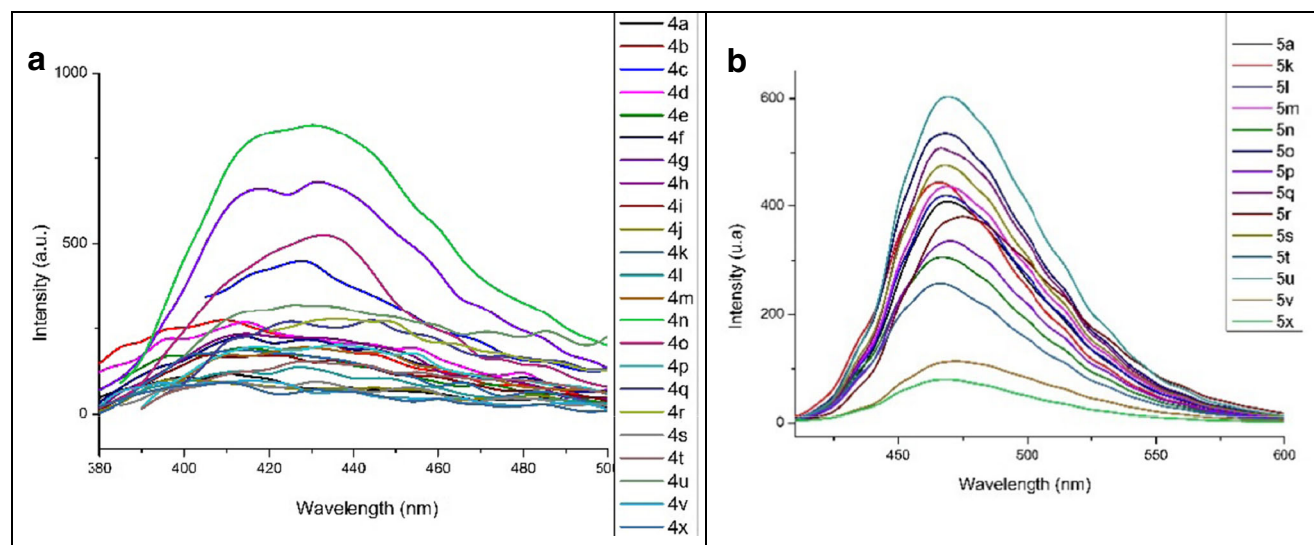 a
1000
500
0
Intensity (a.u.)
380
400
420
440
460
480
Wavelength (nm)
4a
4b
4c
4d
4e
4f
4g
4h
4i
4j
4k
4l
4m
4n
4o
4p
4q
4r
4s
4t
4u
4v
4x
b
600
400
200
0
Intensity (u.a)
450
500
550
600
Wavelength (nm)
5a
5k
5l
5m
5n
5o
5p
5q
5r
5s
5t
5u
5v
5x